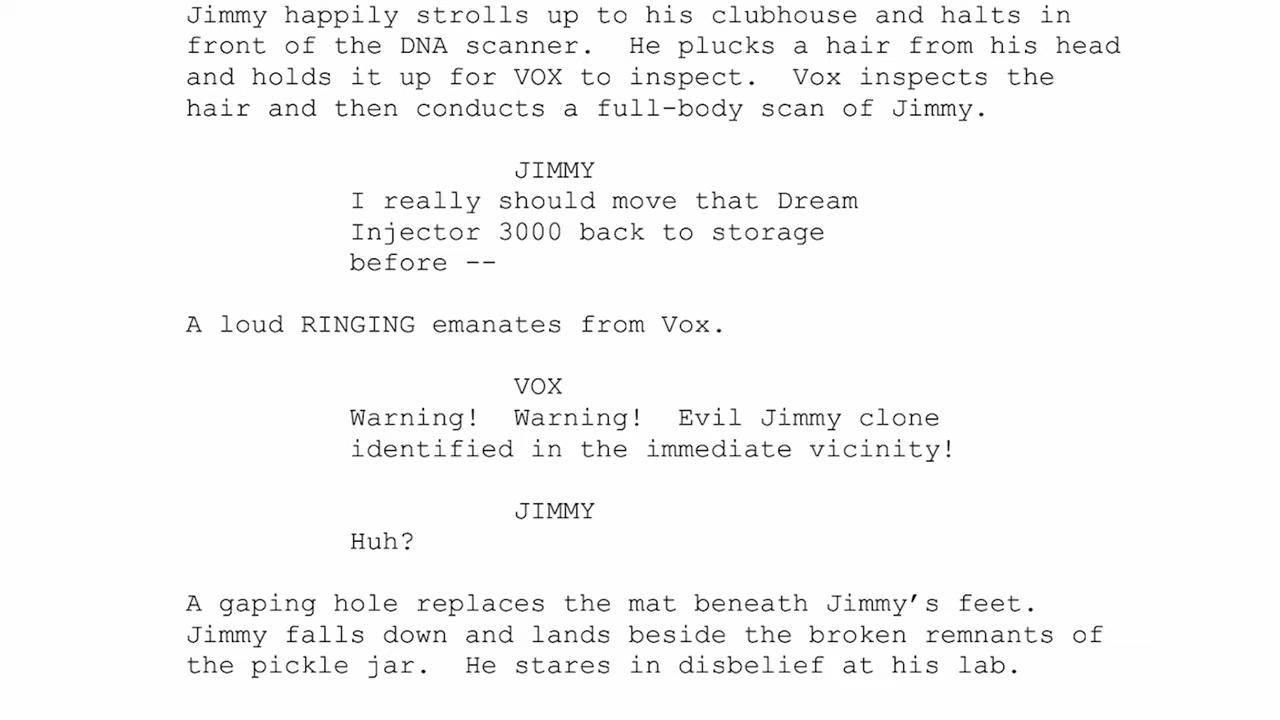 Jimmy happily strolls up to his clubhouse and halts in
front of the DNA scanner.  He plucks a hair from his head
and holds it up for VOX to inspect.  Vox inspects the
hair and then conducts a full-body scan of Jimmy.
JIMMY
I really should move that Dream
Injector 3000 back to storage
before --
A loud RINGING emanates from Vox.
VOX
Warning!  Warning!  Evil Jimmy clone
identified in the immediate vicinity!
JIMMY
Huh?
A gaping hole replaces the mat beneath Jimmy’s feet.
Jimmy falls down and lands beside the broken remnants of
the pickle jar.  He stares in disbelief at his lab.